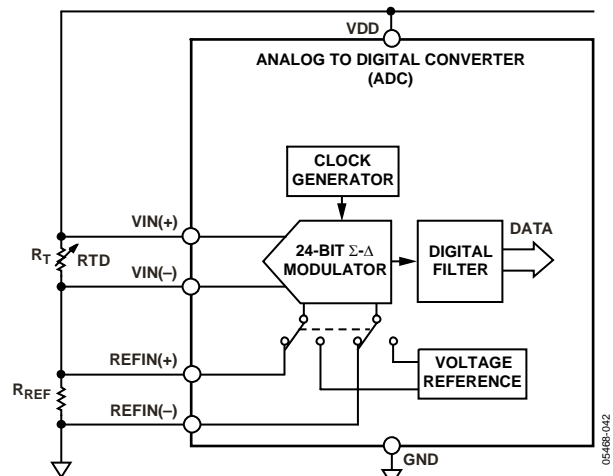 VDD
ANALOG TO DIGITAL CONVERTER
(ADC)
CLOCK
GENERATOR
VIN(+)
RT
RTD
24-BIT Σ-Δ
MODULATOR
DIGITAL
FILTER
DATA
VIN(–)
REFIN(+)
VOLTAGE
REFERENCE
RREF
REFIN(–)
GND
05468-042